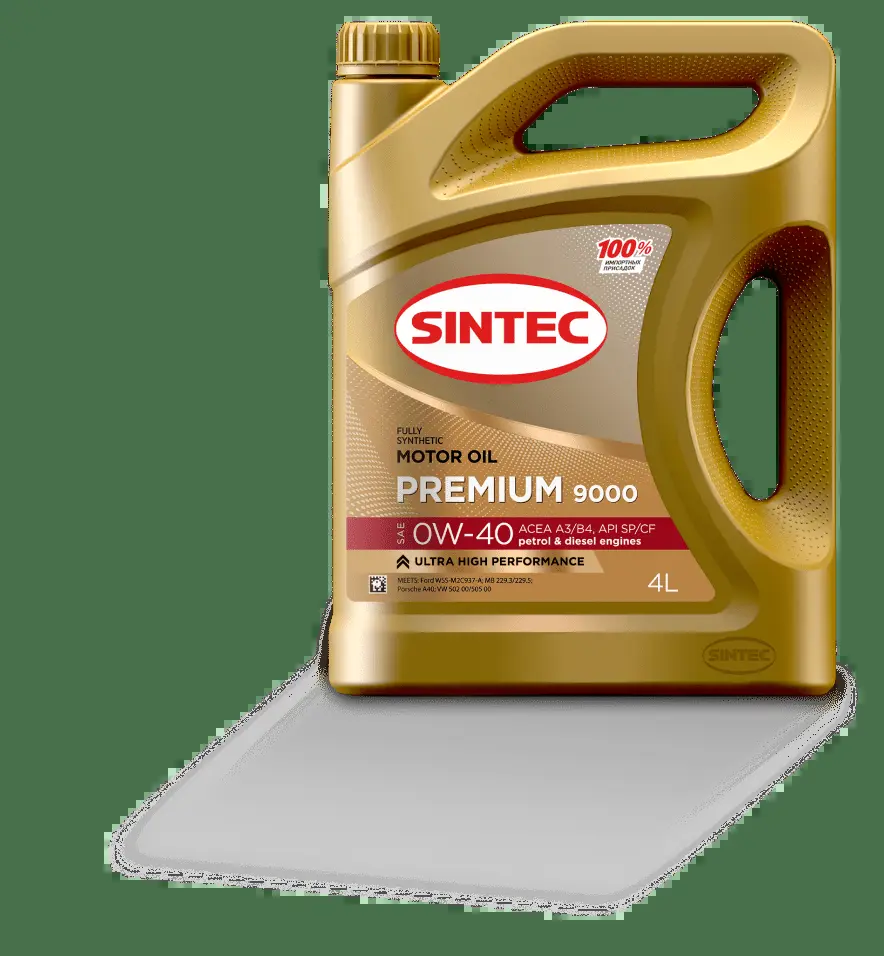 100%
ИМПОРТНЫХ
ПРИСАДОК
SINTEC
FULLY
SYNTHETIC
MOTOR OIL
PREMIUM 9000
SAE 0W-40 ACEA A3/B4, API SP/CF
petrol & diesel engines
ULTRA HIGH PERFORMANCE
MEETS: Ford WSS-M2C937-A; MB 229.3/229.5;
Porsche A40; VW 502 00/505 00
4L
SINTEC